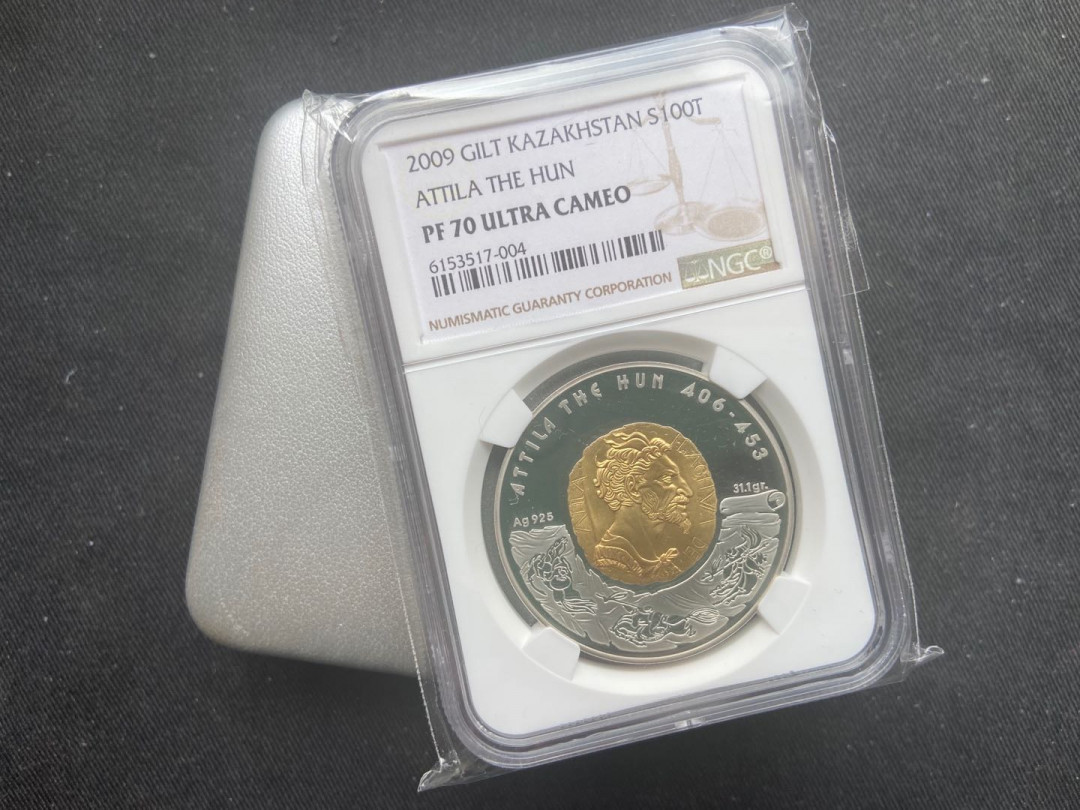 2009 GILT KAZAKHSTAN S100T
ATTILA THE HUN
PF 70 ULTRA CAMEO
6153517-004
NGC®
NUMISMATIC GUARANTY CORPORATION
ATTILA THE HUN 406-453
Ag 925
31.1gr.